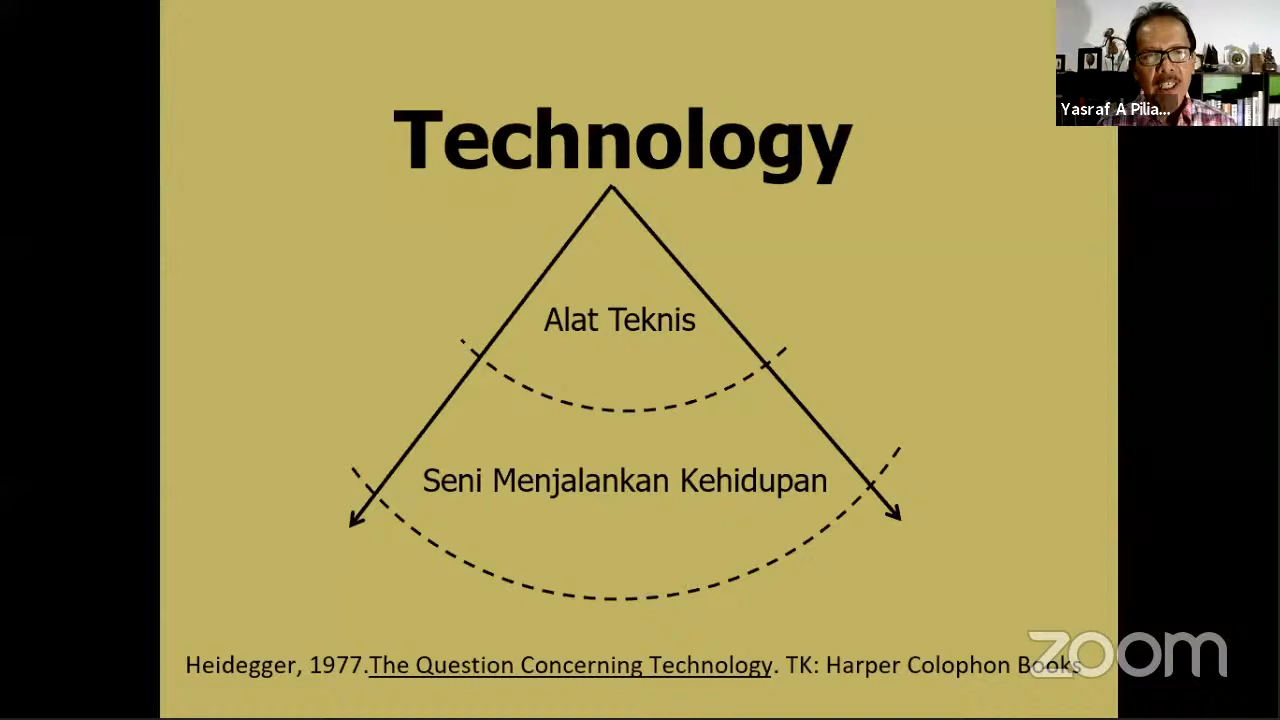 Yasraf A Pilia...
Technology
Alat Teknis
Seni Menjalankan Kehidupan
Heidegger, 1977.The Question Concerning Technology. TK: Harper Colophon Books
zoom